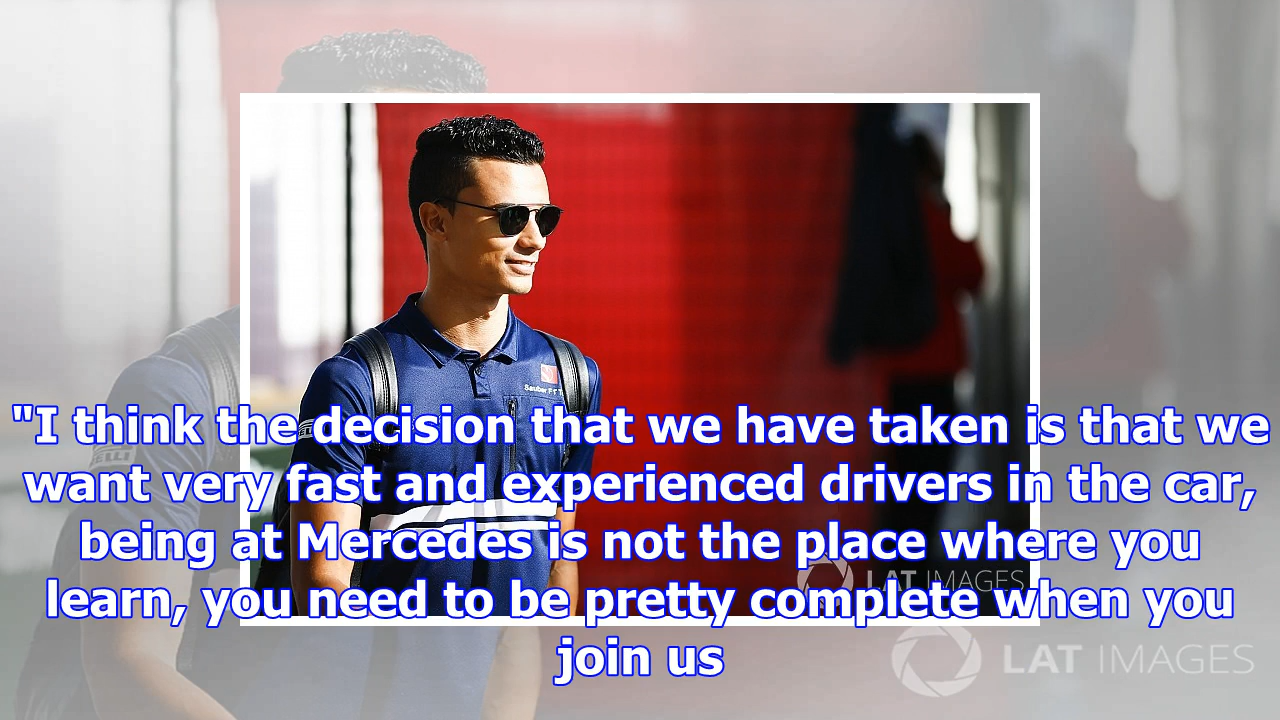 Sauber F1
"I think the decision that we have taken is that we
want very fast and experienced drivers in the car,
being at Mercedes is not the place where you
learn, you need to be pretty complete when you
join us
LAT IMAGES
LAT IMAGES